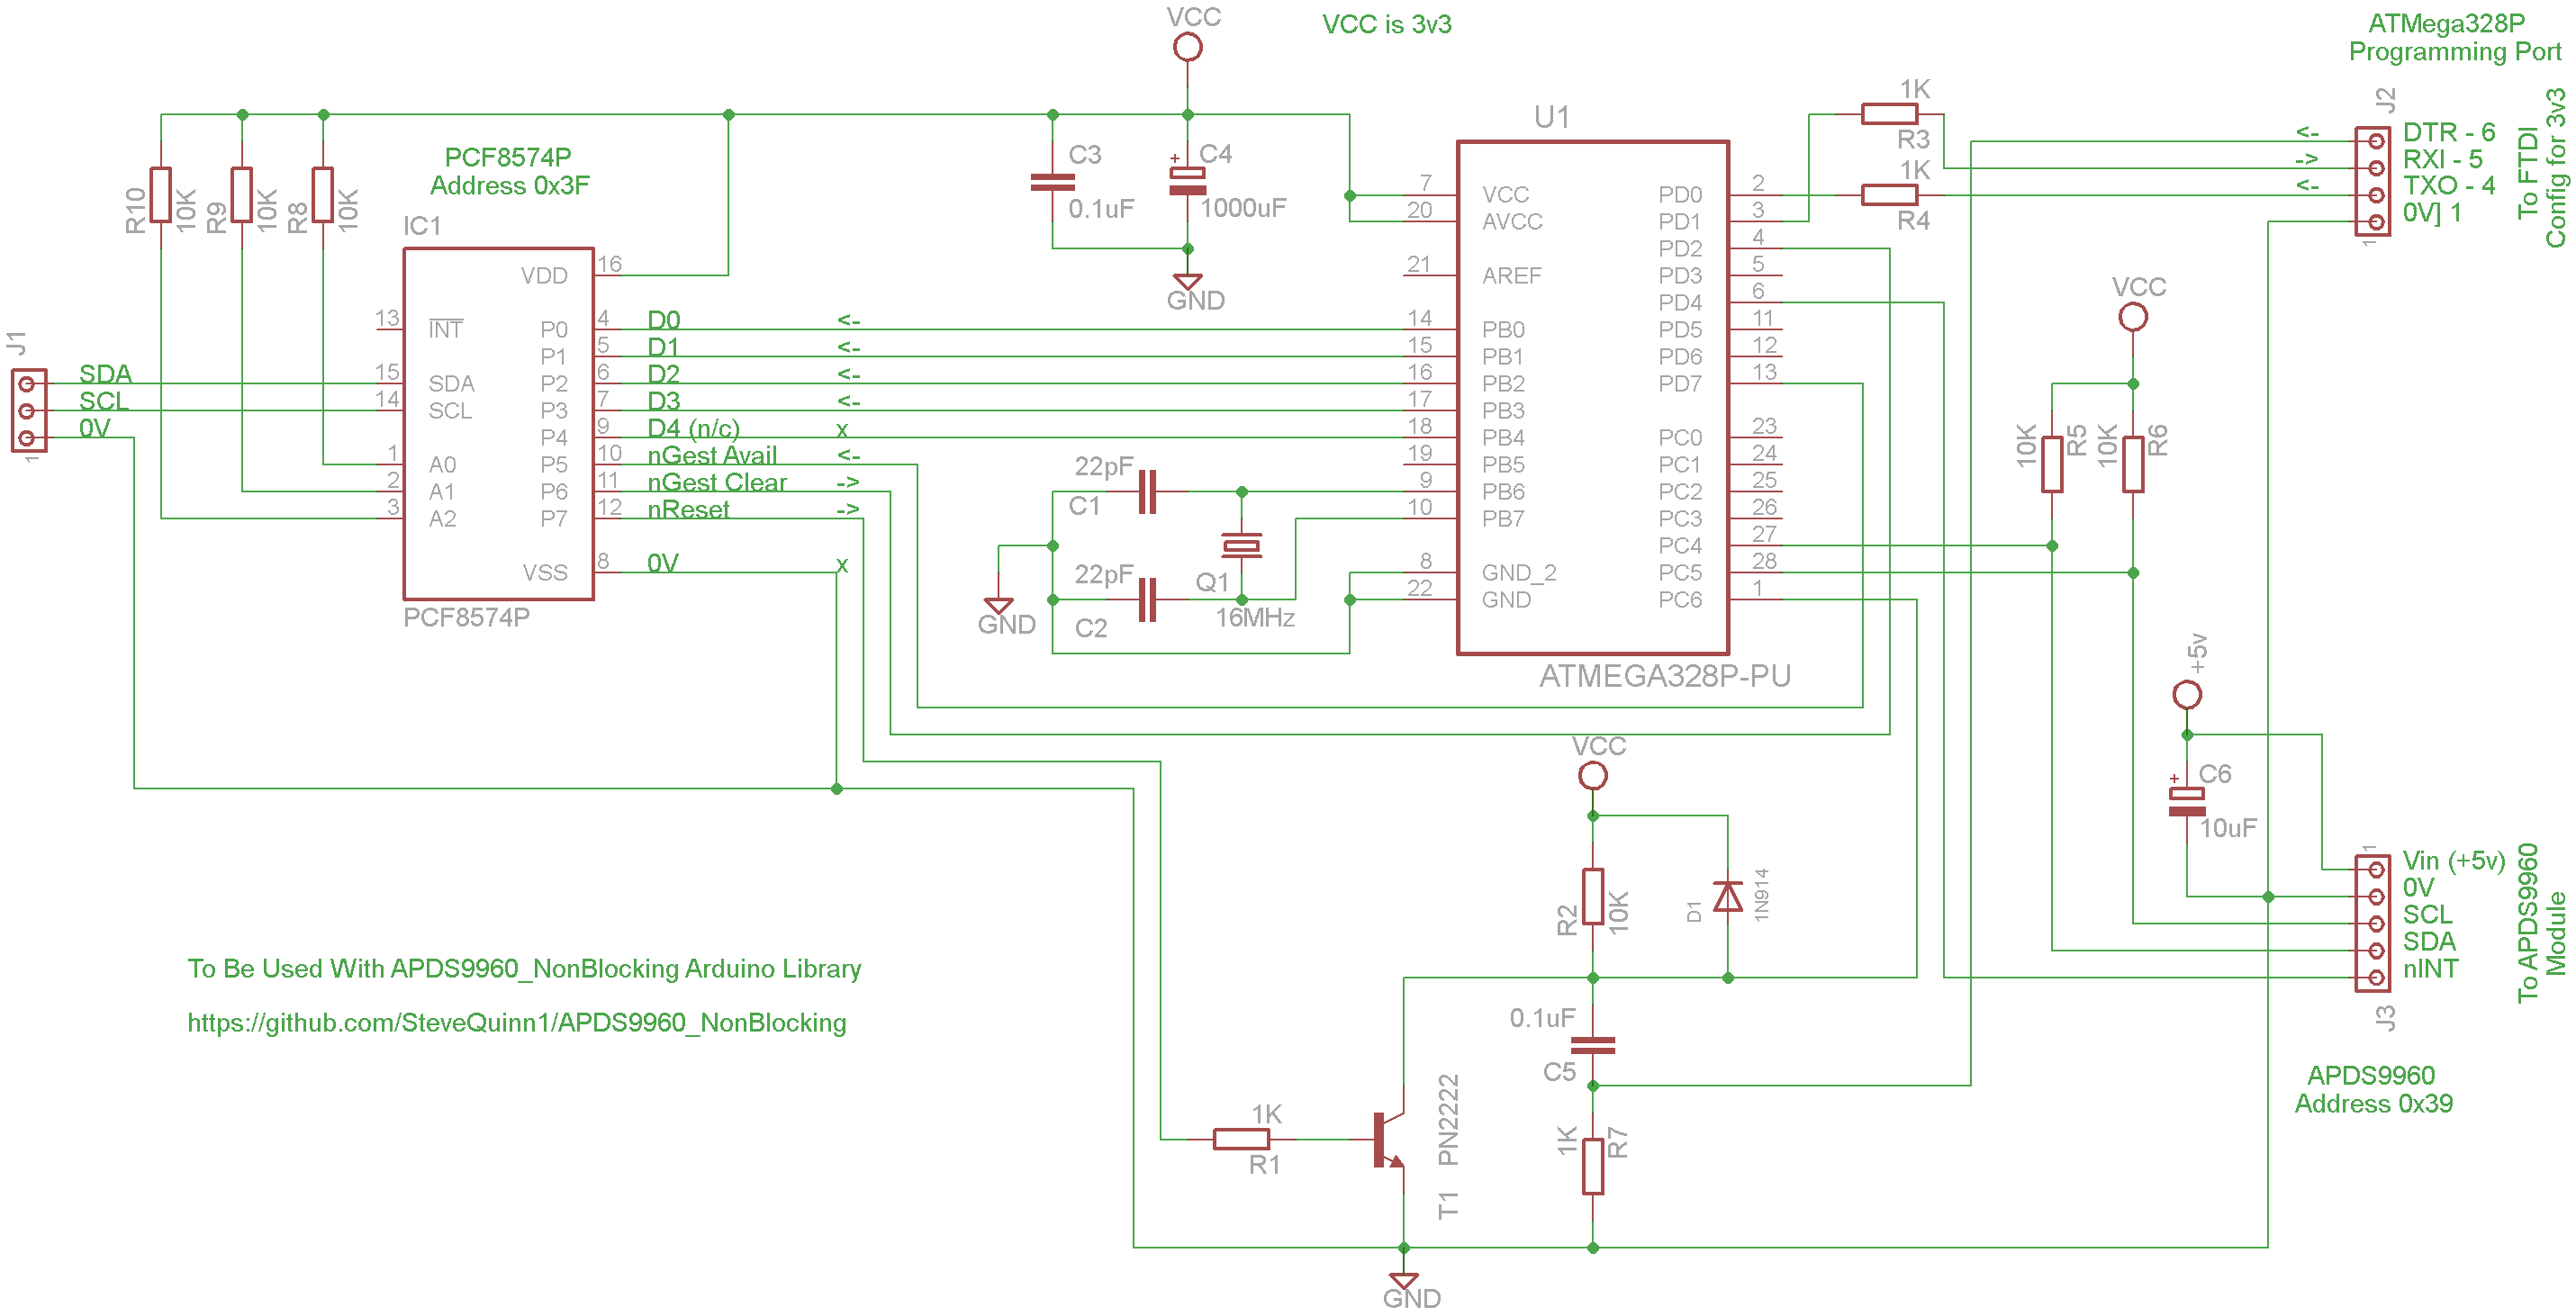 VCC
VCC is 3v3
ATMega328P
Programming Port
PCF8574P
Address 0x3F
R10
10K
R9
10K
R8
10K
C3
0.1uF
+
C4
1000uF
GND
U1
7
20
21
14
15
16
17
18
19
9
10
8
22
VCC
AVCC
AREF
PB0
PB1
PB2
PB3
PB4
PB5
PB6
PB7
GND_2
GND
PD0
PD1
PD2
PD3
PD4
PD5
PD6
PD7
PC0
PC1
PC2
PC3
PC4
PC5
PC6
2
3
4
5
6
11
12
13
23
24
25
26
27
28
1
ATMEGA328P-PU
1K
R3
1K
R4
<-
->
<-
J2
DTR - 6
RXI - 5
TXO - 4
0V] 1
1
To FTDI
Config for 3v3
IC1
13
15
14
1
2
3
INT
SDA
SCL
A0
A1
A2
VDD
P0
P1
P2
P3
P4
P5
P6
P7
VSS
16
4
5
6
7
9
10
11
12
8
PCF8574P
D0 <-
D1 <-
D2 <-
D3 <-
D4 (n/c) x
nGest Avail <-
nGest Clear ->
nReset ->
0V x
J1
SDA
SCL
0V
1
22pF
C1
22pF
C2
Q1
16MHz
GND
VCC
10K
R5
10K
R6
+5v
+
C6
10uF
VCC
R2
10K
D1
1N914
0.1uF
C5
1K
R7
1K
R1
T1
PN2222
GND
1
Vin (+5v)
0V
SCL
SDA
nINT
J3
To APDS9960
Module
APDS9960
Address 0x39
To Be Used With APDS9960_NonBlocking Arduino Library
https://github.com/SteveQuinn1/APDS9960_NonBlocking